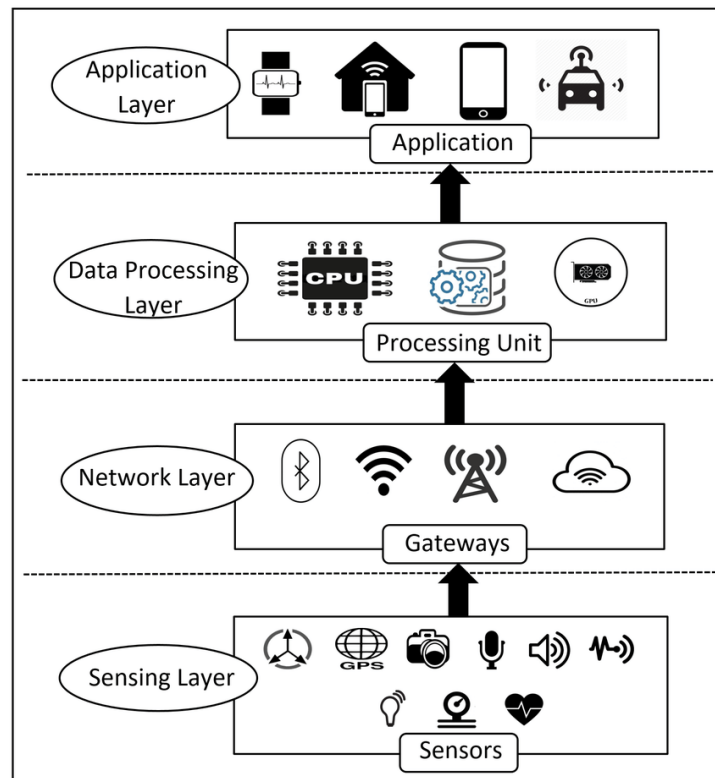 Application
Layer
Application
CPU
Data Processing
Layer
GPU
Processing Unit
Network Layer
Gateways
GPS
Sensing Layer
Sensors